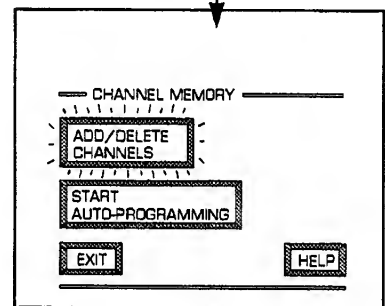 CHANNEL MEMORY
ADD/DELETE
CHANNELS
START
AUTO-PROGRAMMING
EXIT
HELP